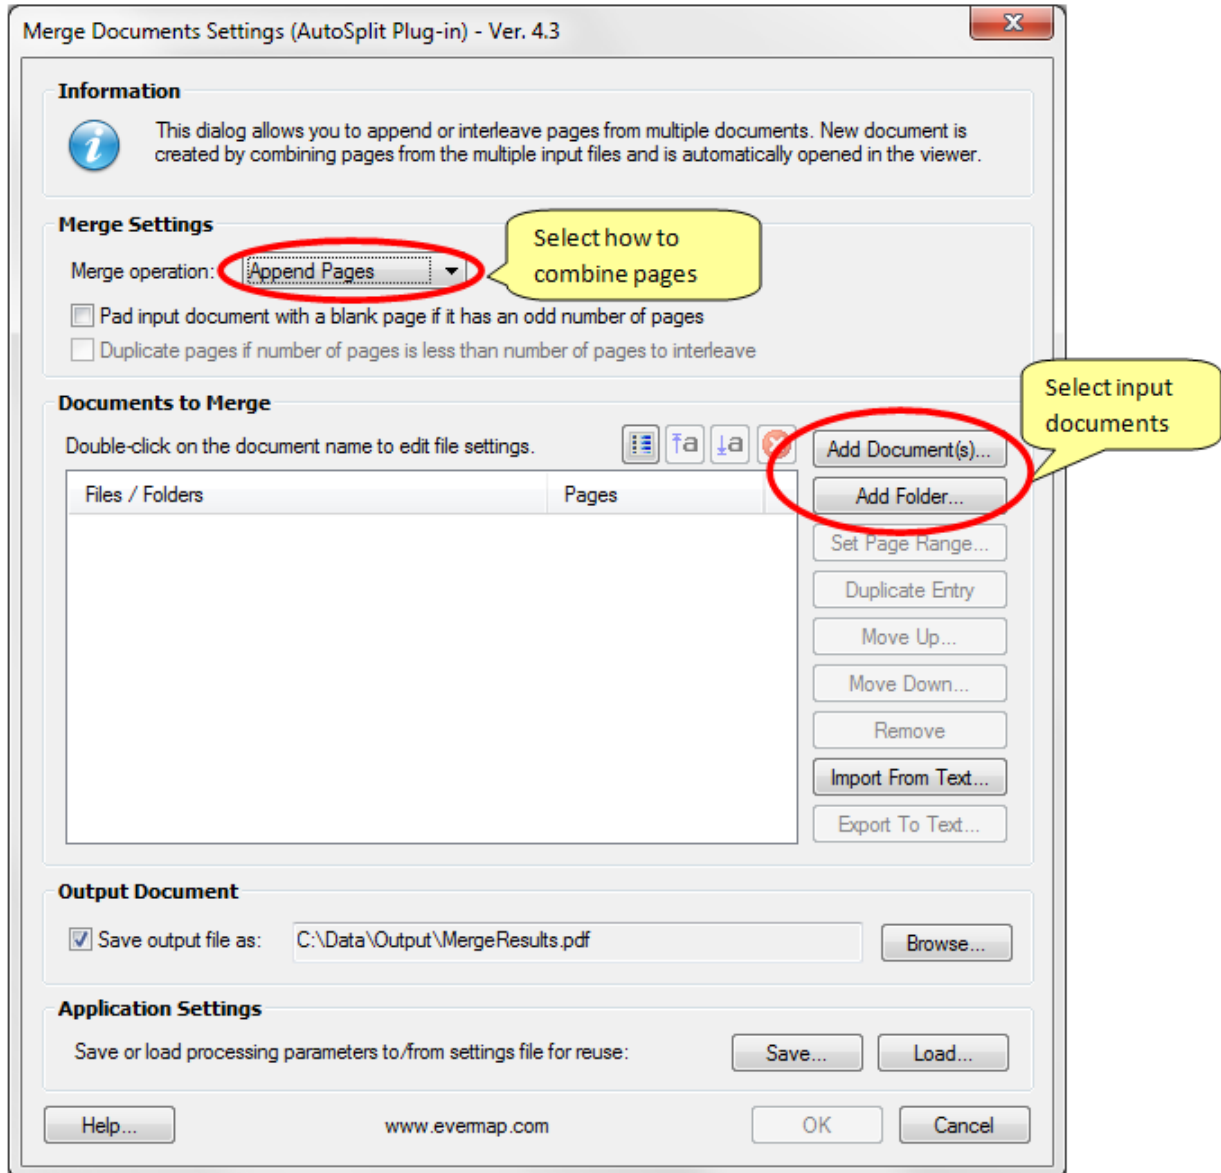 Merge Documents Settings (AutoSplit Plug-in) - Ver. 4.3
Information
This dialog allows you to append or interleave pages from multiple documents. New document is
created by combining pages from the multiple input files and is automatically opened in the viewer.
Merge Settings
Merge operation: Append Pages
Select how to
combine pages
Pad input document with a blank page if it has an odd number of pages
Duplicate pages if number of pages is less than number of pages to interleave
Select input
documents
Documents to Merge
Double-click on the document name to edit file settings.
Files / Folders Pages
Add Document(s)...
Add Folder...
Set Page Range...
Duplicate Entry
Move Up...
Move Down...
Remove
Import From Text...
Export To Text...
Output Document
Save output file as: C:\Data\Output\MergeResults.pdf Browse...
Application Settings
Save or load processing parameters to/from settings file for reuse: Save... Load...
Help... www.evermap.com OK Cancel